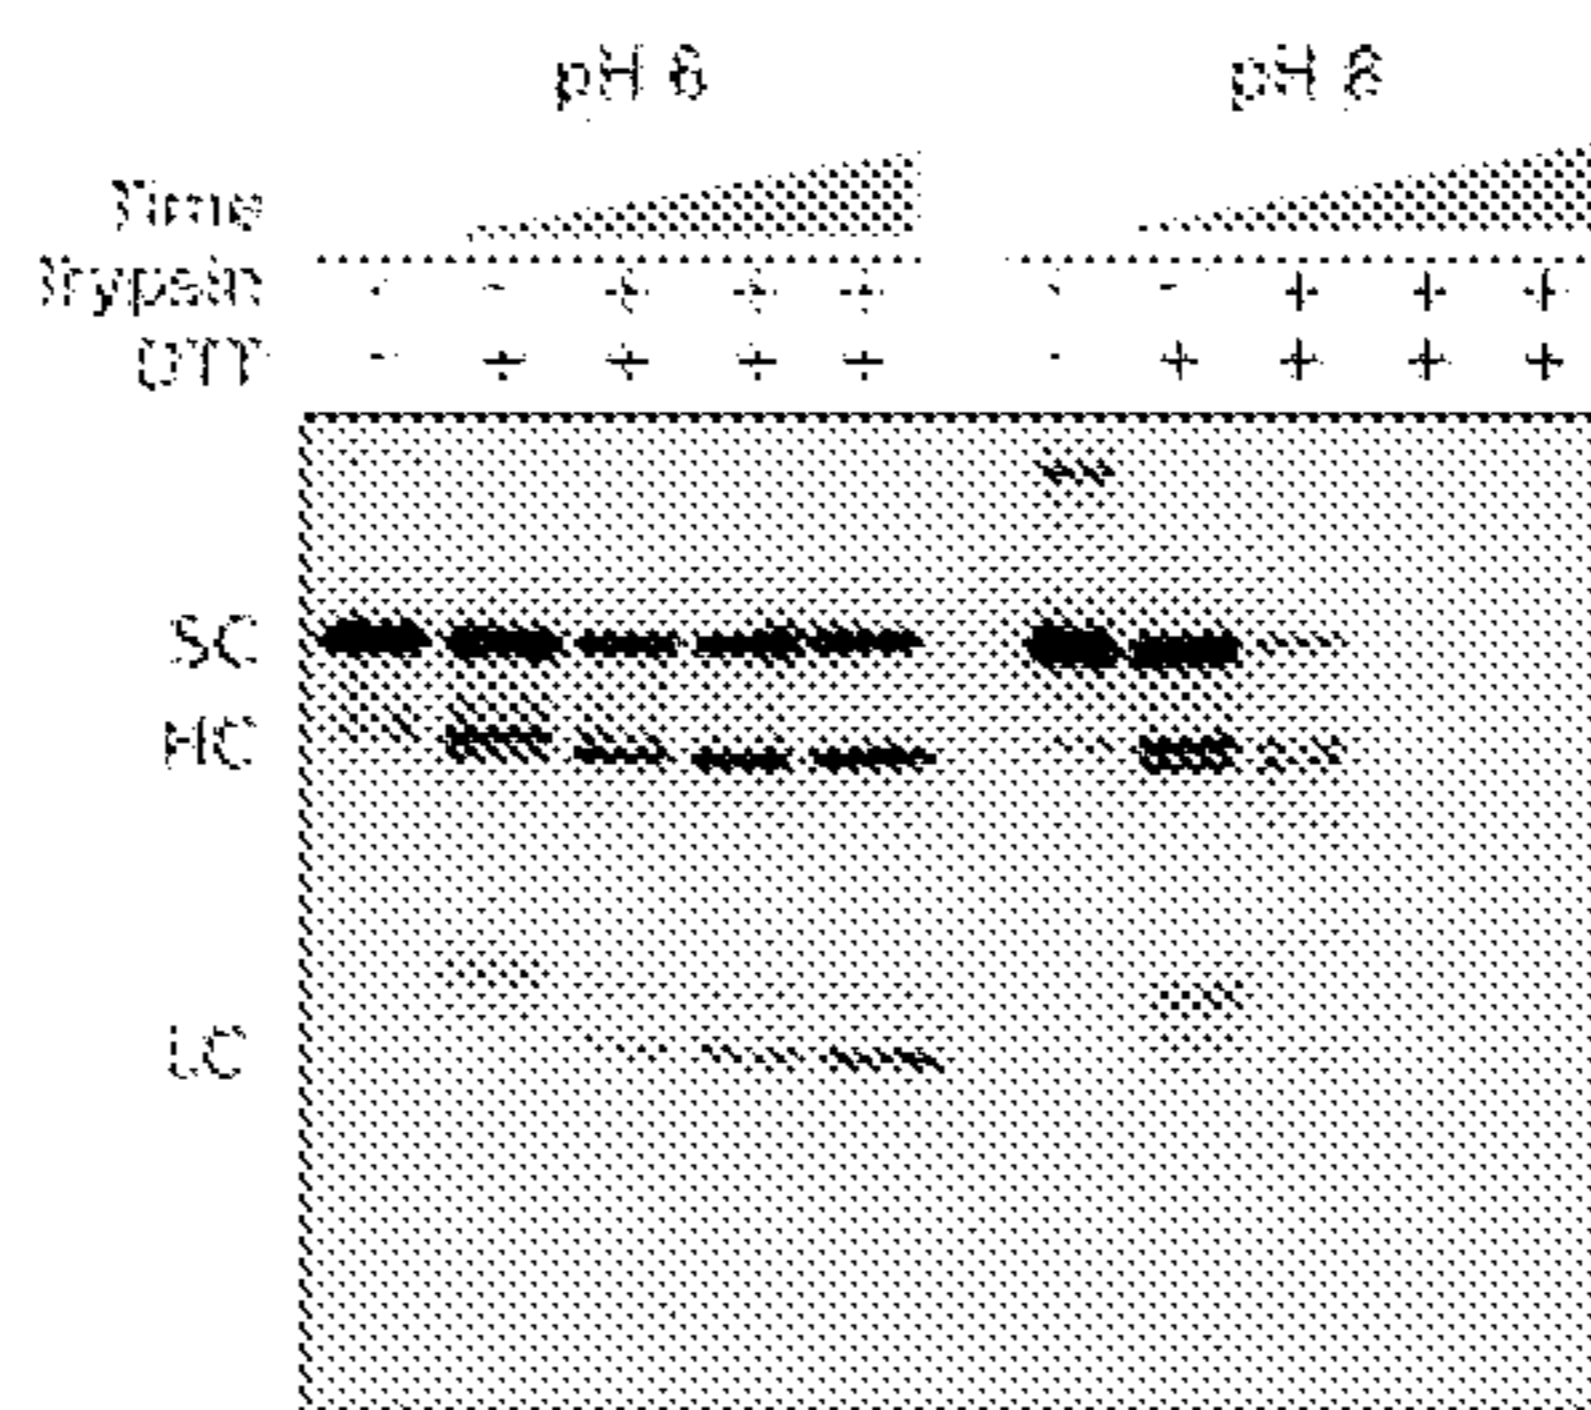 pH 6 pH 8
Time
Trypsin - - + + + - - + + +
DTT - + + + + - + + + +
SC
HC
LC